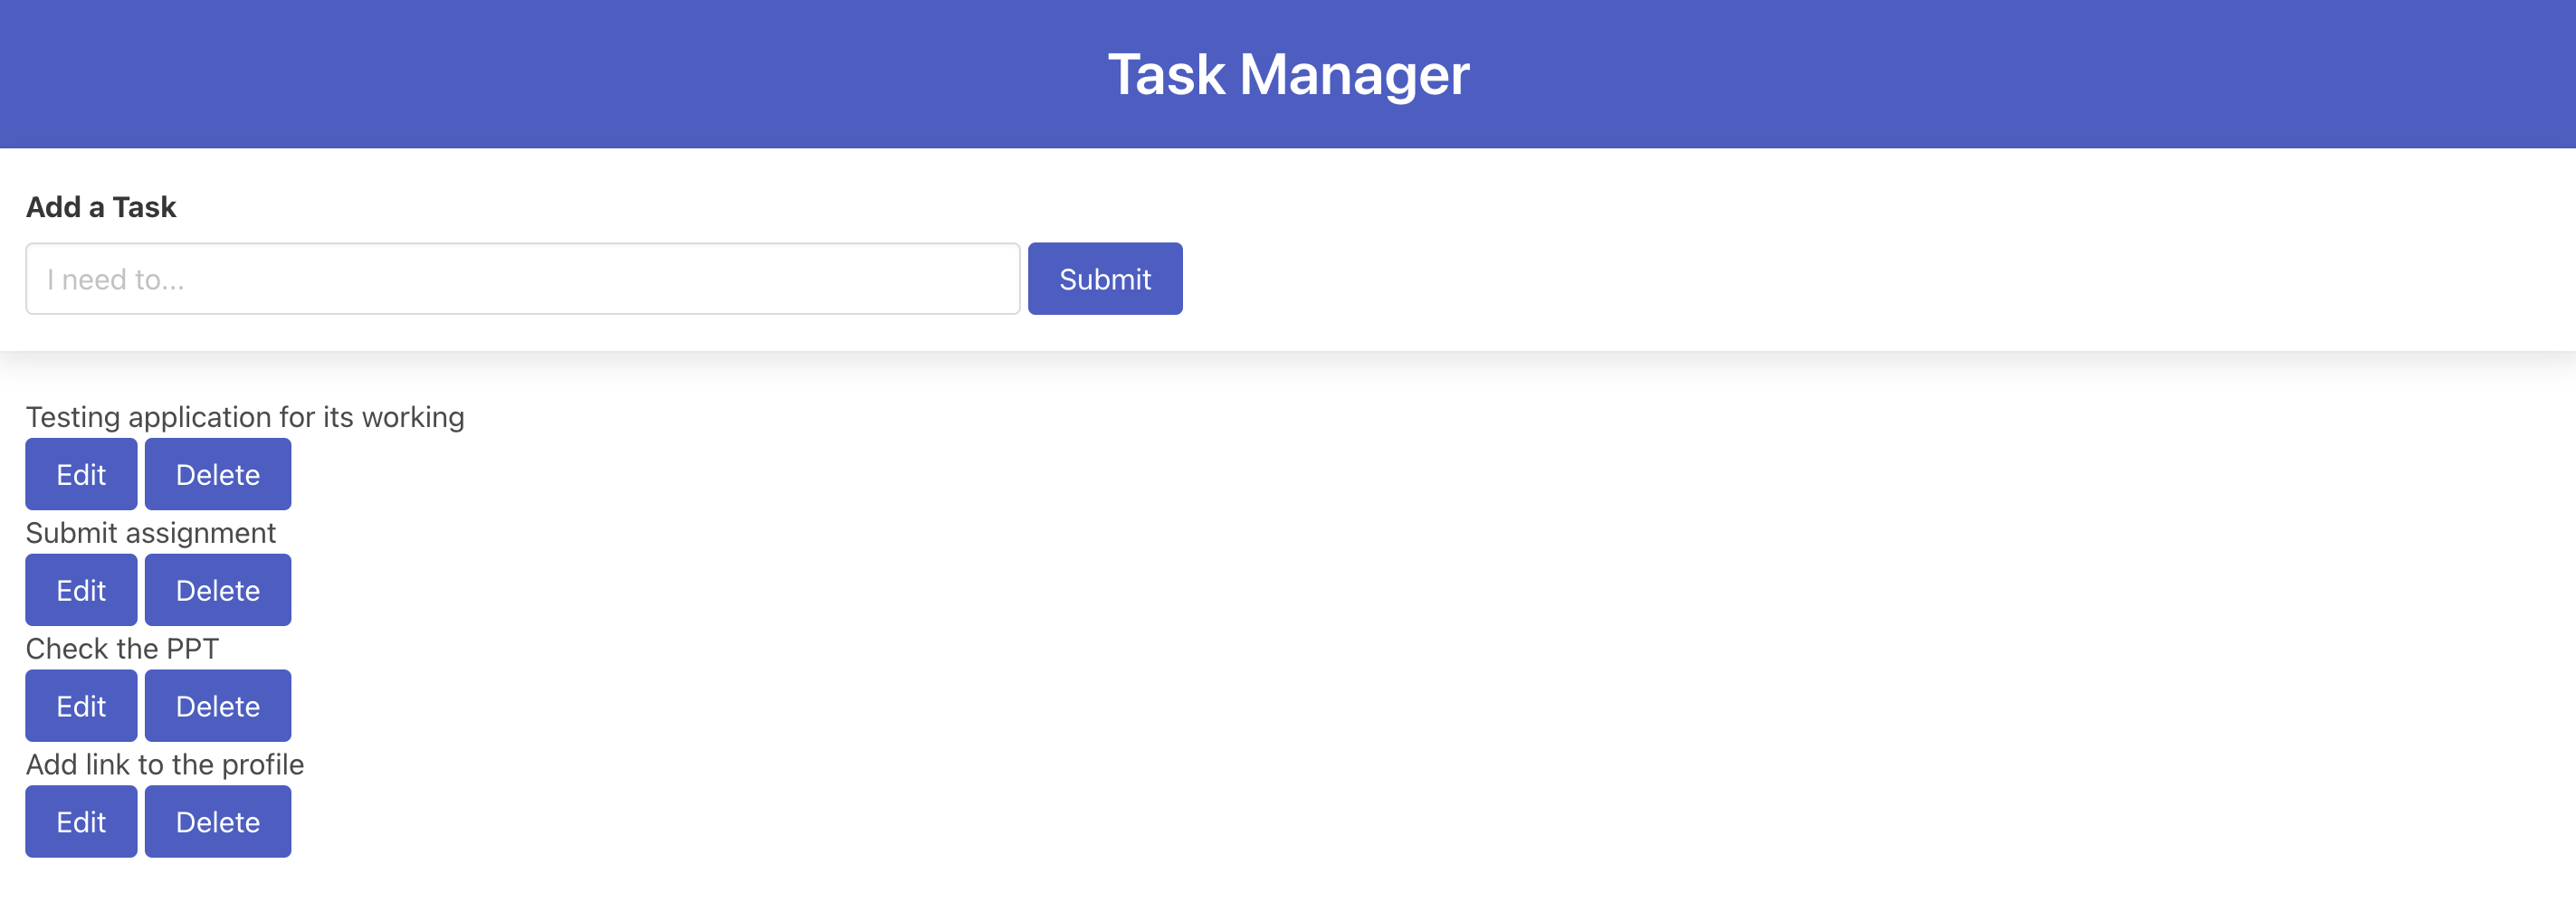 Task Manager
Add a Task
I need to...
Submit
Testing application for its working
Edit Delete
Submit assignment
Edit Delete
Check the PPT
Edit Delete
Add link to the profile
Edit Delete